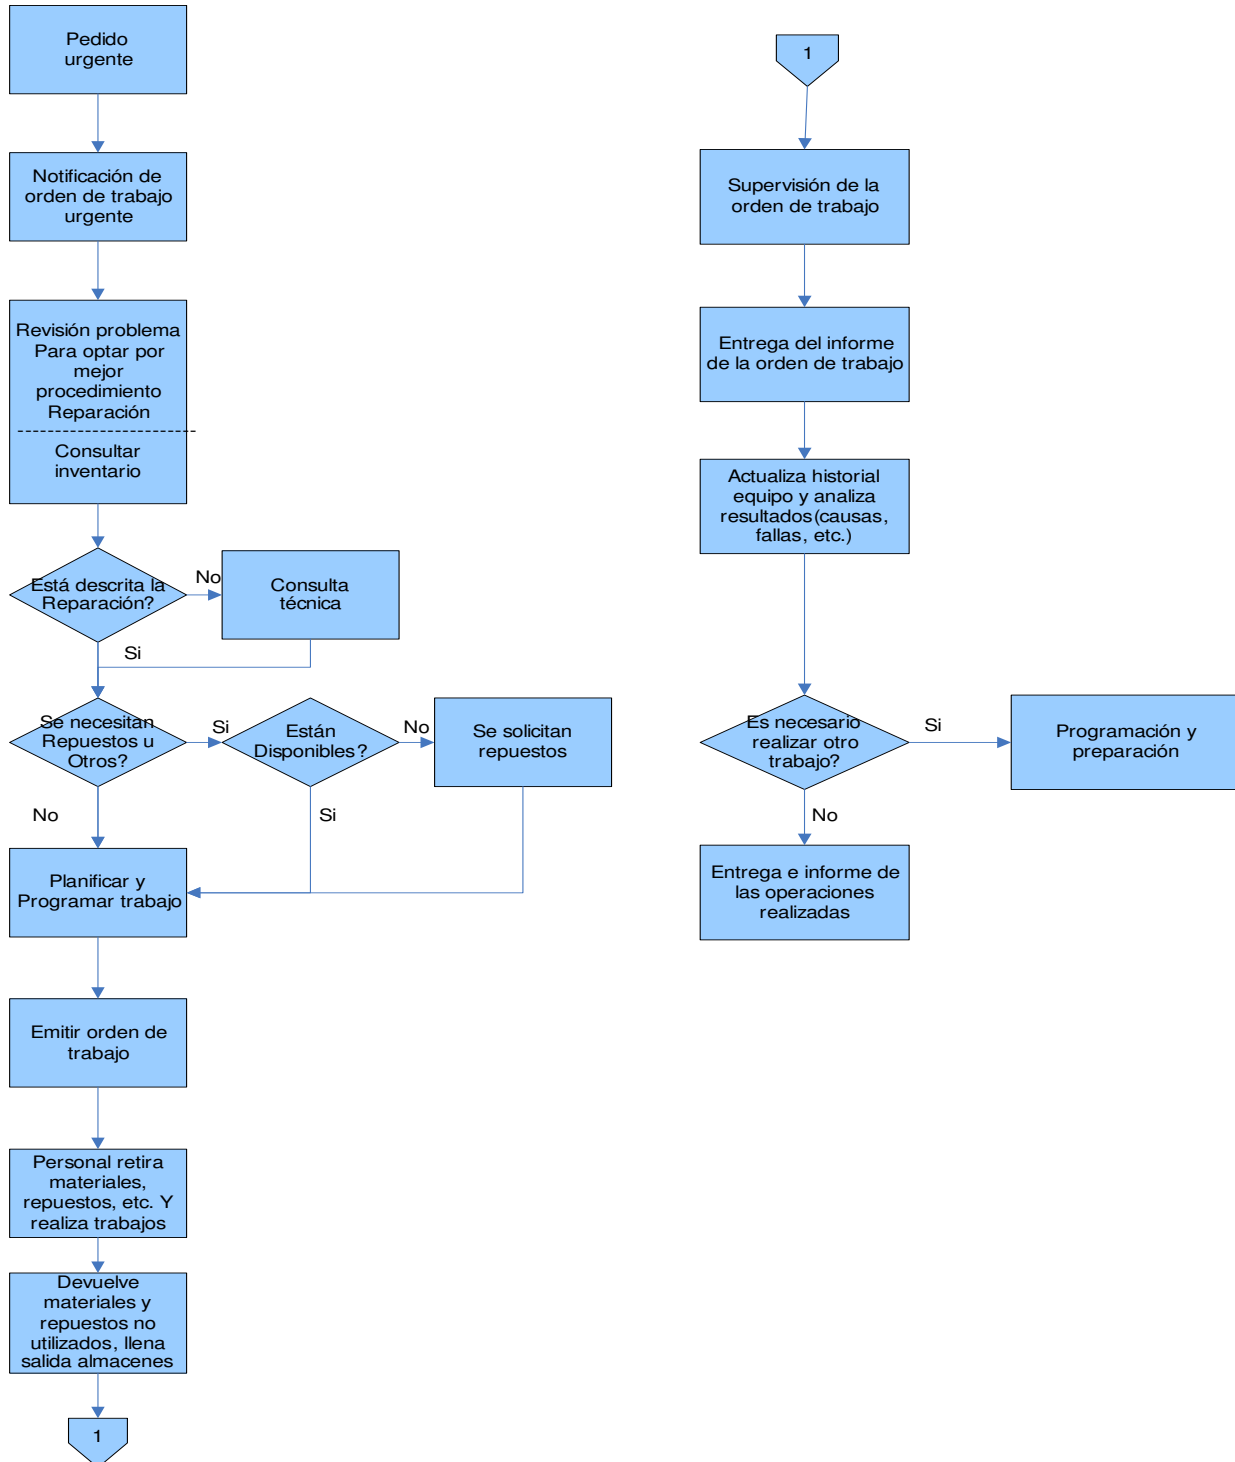 Pedido
urgente
Notificación de
orden de trabajo
urgente
Revisión problema
Para optar por
mejor
procedimiento
Reparación
Consultar
inventario
Está descrita la
Reparación?
No
Consulta
técnica
Si
Se necesitan
Repuestos u
Otros?
Si
Están
Disponibles?
No
Se solicitan
repuestos
No
Si
Planificar y
Programar trabajo
Emitir orden de
trabajo
Personal retira
materiales,
repuestos, etc. Y
realiza trabajos
Devuelve
materiales y
repuestos no
utilizados, llena
salida almacenes
1
1
Supervisión de la
orden de trabajo
Entrega del informe
de la orden de trabajo
Actualiza historial
equipo y analiza
resultados(causas,
fallas, etc.)
Es necesario
realizar otro
trabajo?
Si
Programación y
preparación
No
Entrega e informe de
las operaciones
realizadas